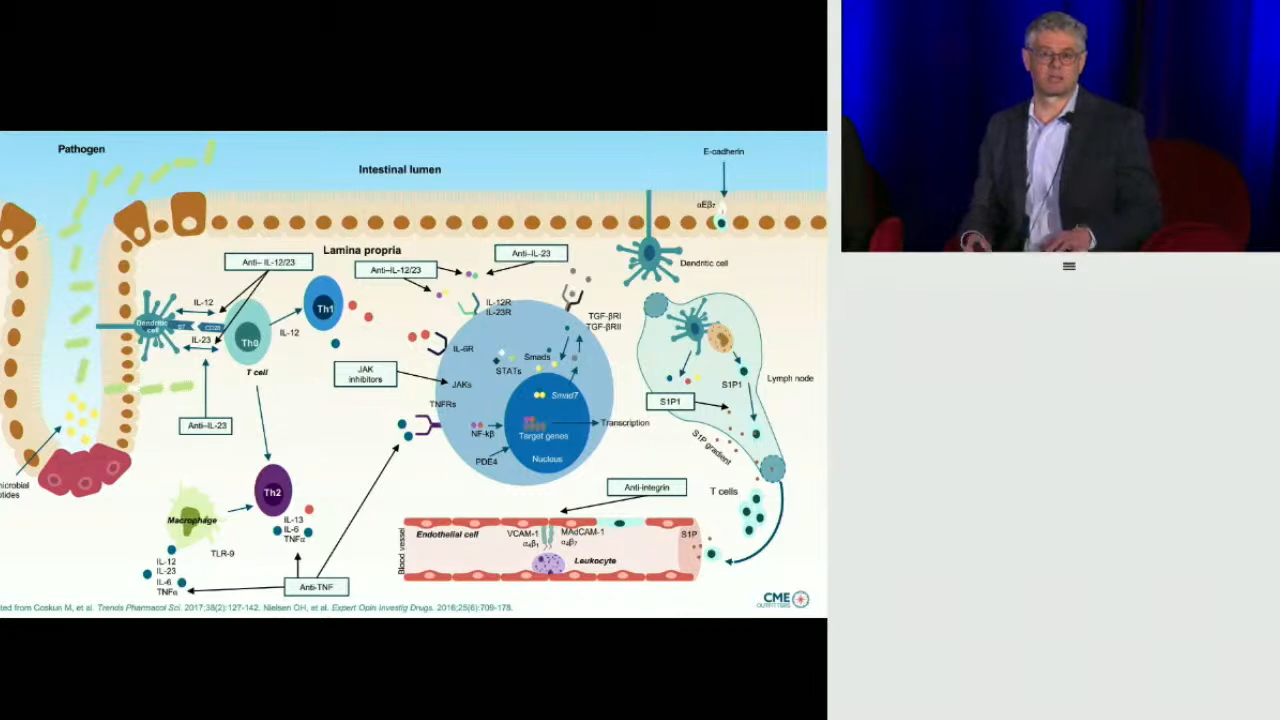 Pathogen
Intestinal lumen
E-cadherin
αEβ₇
Lamina propria
Anti–IL-23
Anti– IL-12/23
Anti–IL-12/23
Dendritic cell
IL-12
IL-12R
IL-23R
Th1
Dendritic
cell
B7
CD28
IL-12
TGF-βRI
TGF-βRII
IL-23
Th0
IL-6R
Smads
STATs
T cell
JAK
inhibitors
JAKs
Lymph node
S1P1
Smad7
TNFRs
S1P1
Anti–IL-23
Transcription
NF-kβ
Target genes
S1P gradient
PDE4
Nucleus
Anti-integrin
T cells
Th2
Macrophage
IL-13
IL-6
TNFα
Blood vessel
Endothelial cell
VCAM-1
α₄β₁
MAdCAM-1
α₄β₇
S1P
TLR-9
Leukocyte
IL-12
IL-23
IL-6
TNFα
Anti-TNF
ted from Coskun M, et al. Trends Pharmacol Sci. 2017;38(2):127-142. Nielsen OH, et al. Expert Opin Investig Drugs. 2016;25(6):709-178.
CME
OUTFITTERS